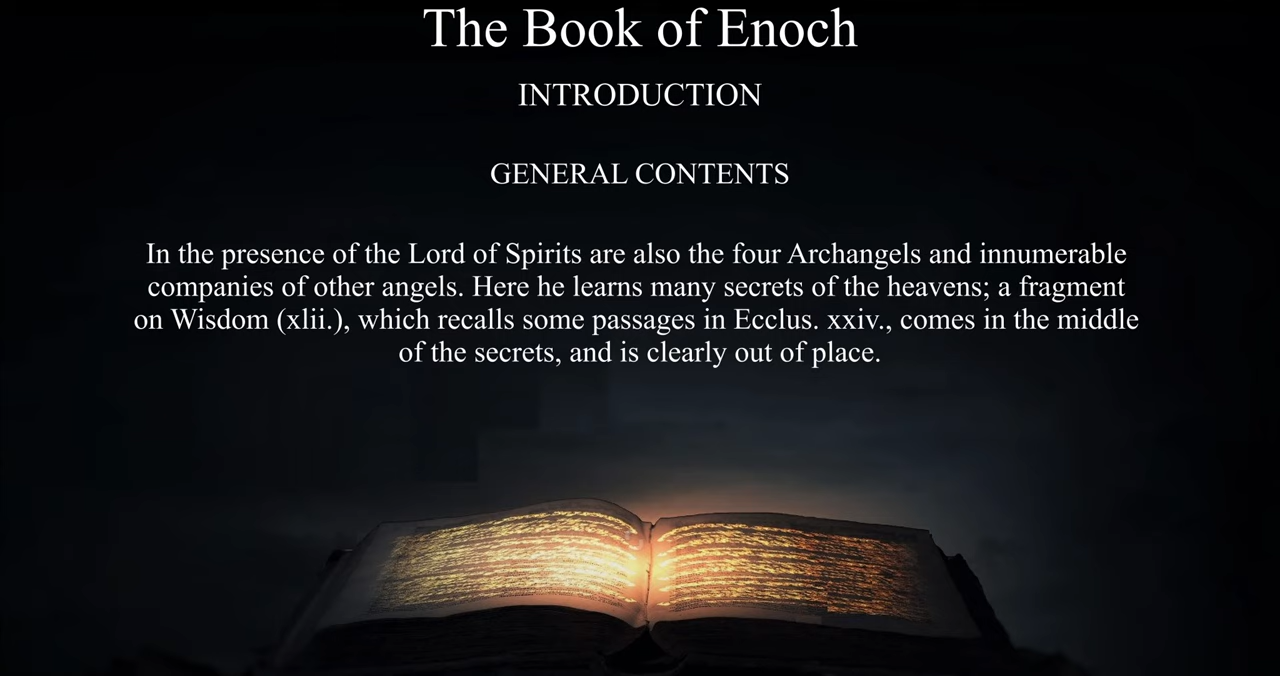 The Book of Enoch
INTRODUCTION
GENERAL CONTENTS
In the presence of the Lord of Spirits are also the four Archangels and innumerable
companies of other angels. Here he learns many secrets of the heavens; a fragment
on Wisdom (xlii.), which recalls some passages in Ecclus. xxiv., comes in the middle
of the secrets, and is clearly out of place.